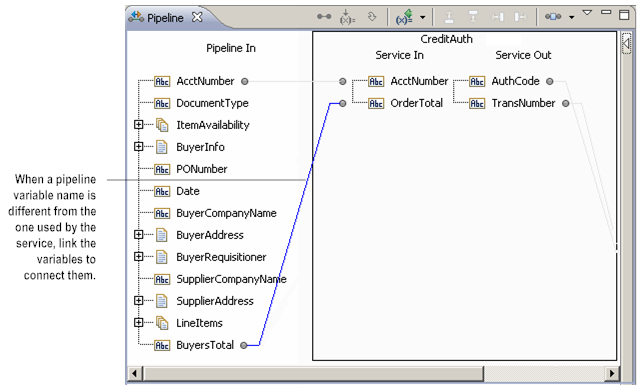 Pipeline
(x)=
(x)=
Pipeline In
CreditAuth
Service In
Service Out
Abc AcctNumber
Abc DocumentType
ItemAvailability
BuyerInfo
Abc PONumber
Abc Date
Abc BuyerCompanyName
BuyerAddress
BuyerRequisitioner
Abc SupplierCompanyName
SupplierAddress
LineItems
Abc BuyersTotal
Abc AcctNumber
Abc OrderTotal
Abc AuthCode
Abc TransNumber
When a pipeline
variable name is
different from the
one used by the
service, link the
variables to
connect them.